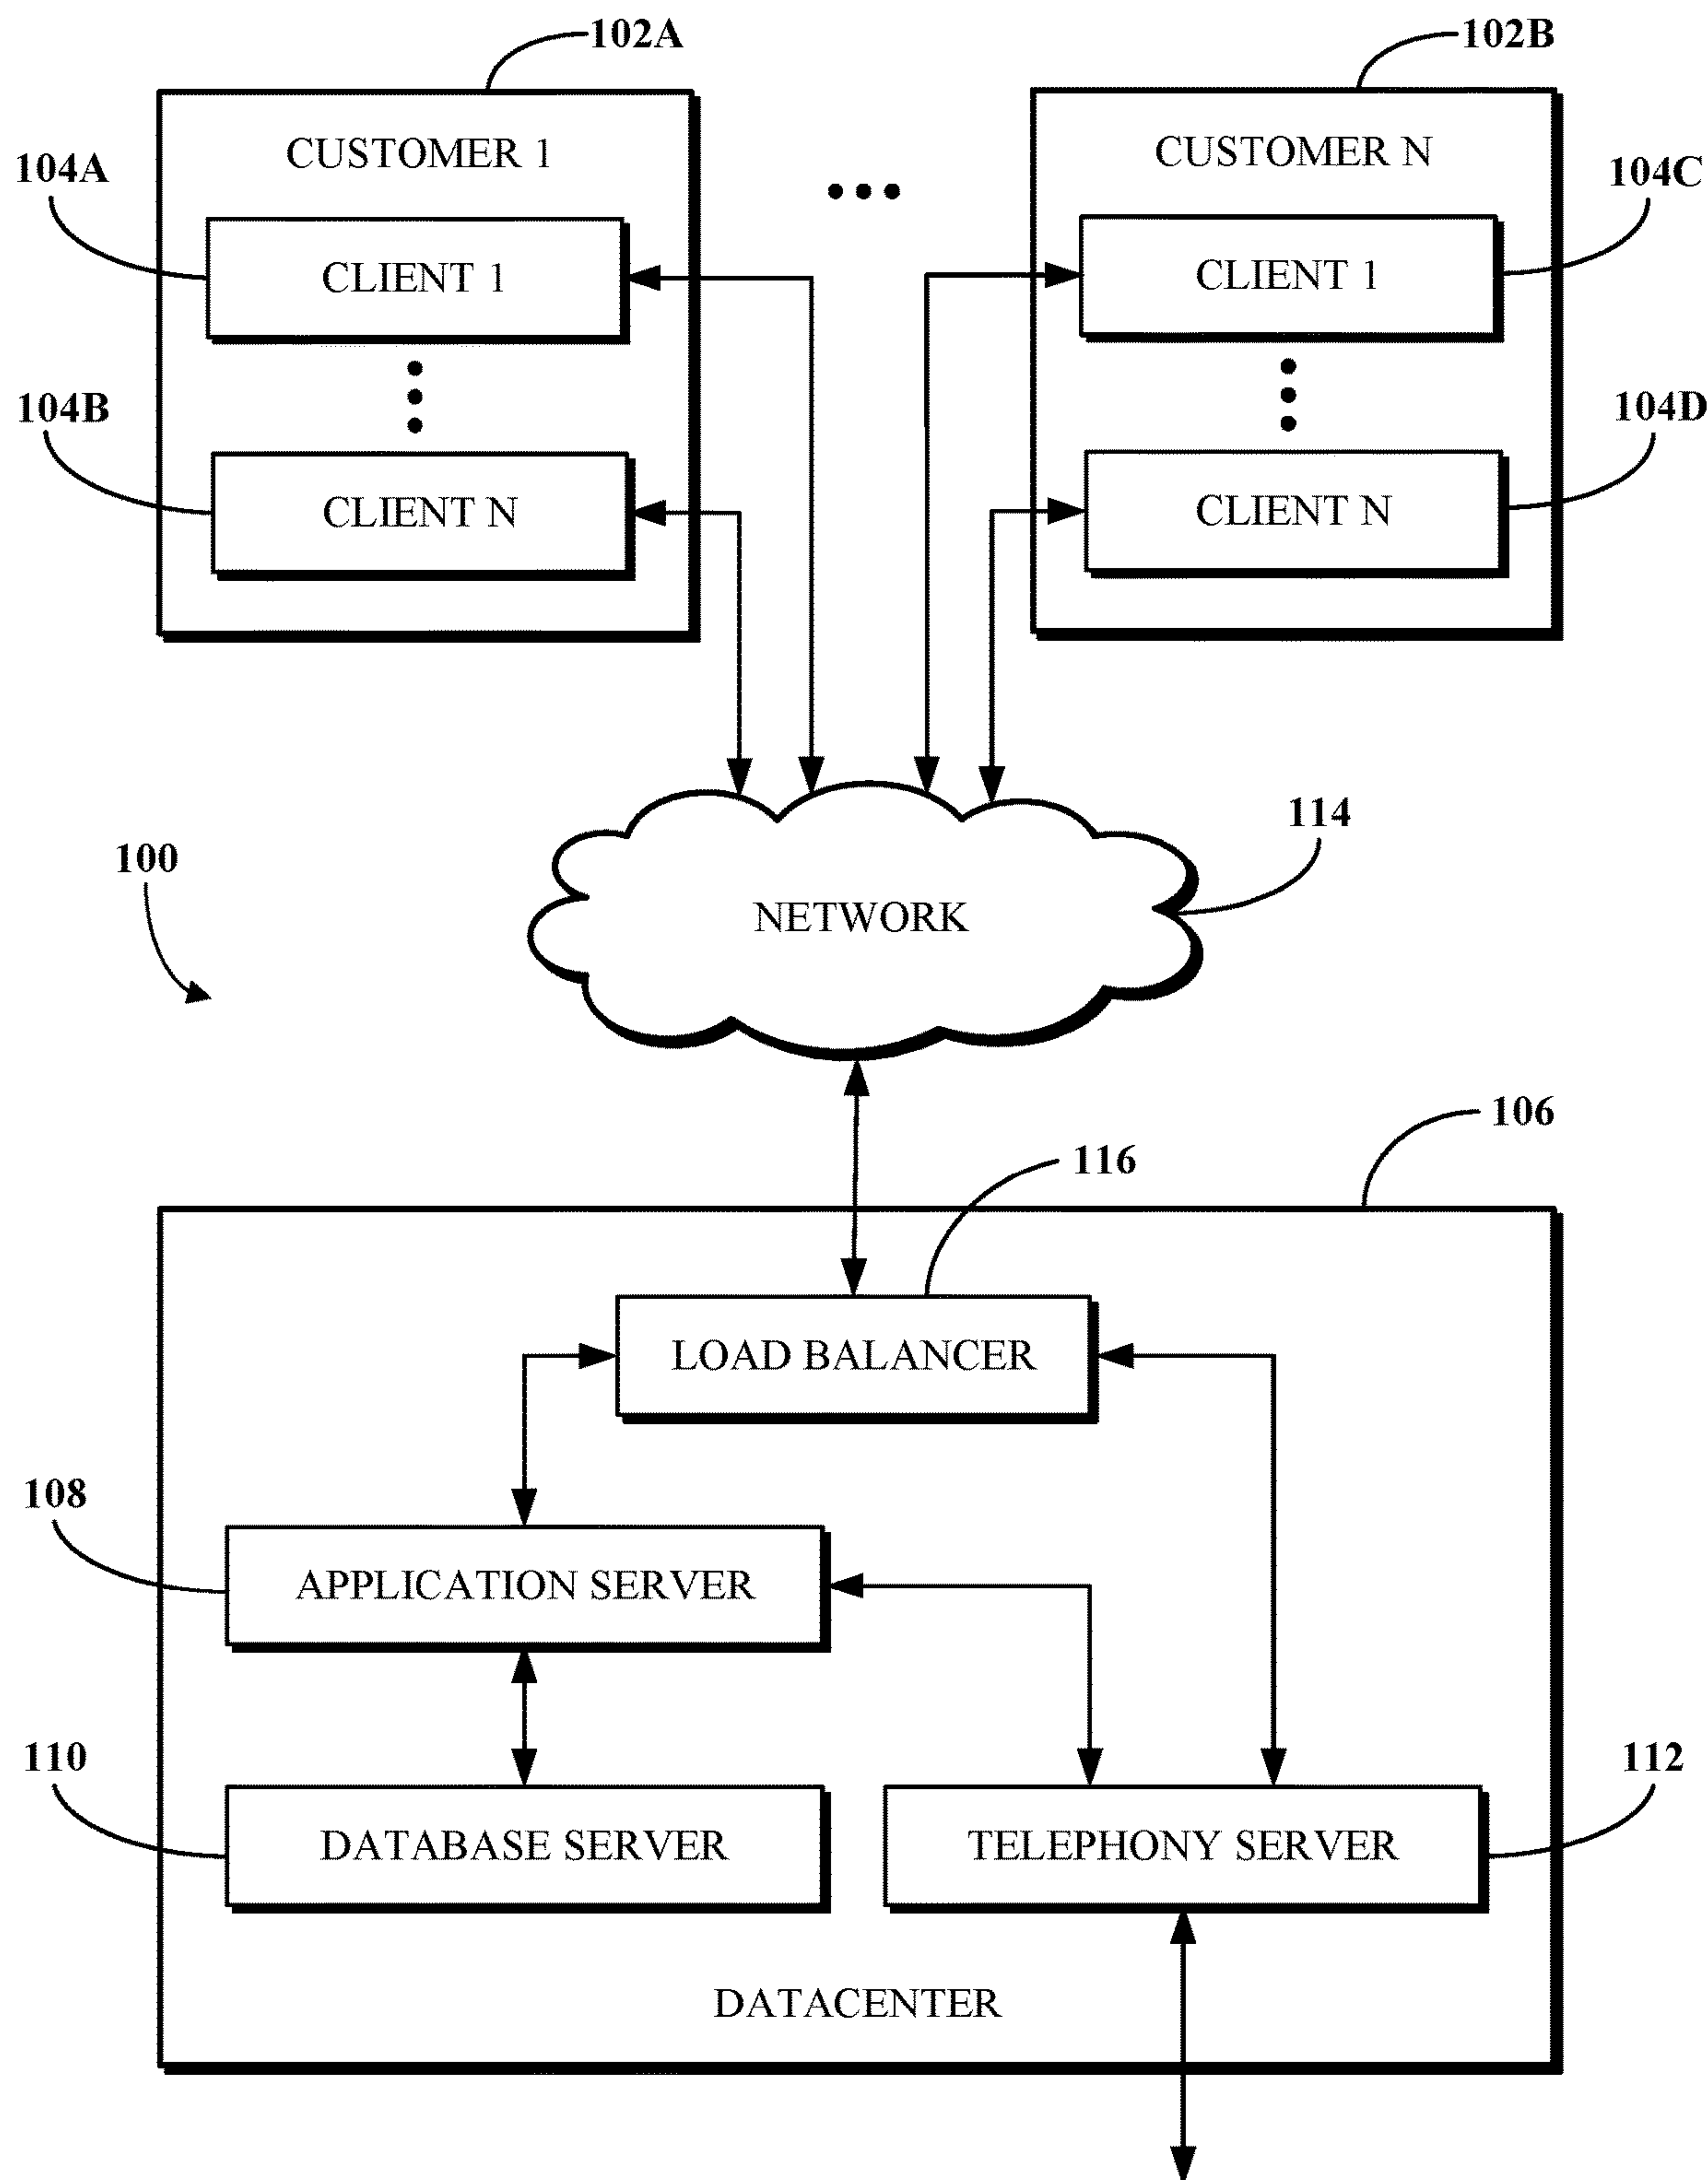 102A
102B
CUSTOMER 1
CUSTOMER N
104A
104C
CLIENT 1
CLIENT 1
104B
104D
CLIENT N
CLIENT N
114
100
NETWORK
106
116
LOAD BALANCER
108
APPLICATION SERVER
110
112
DATABASE SERVER
TELEPHONY SERVER
DATACENTER